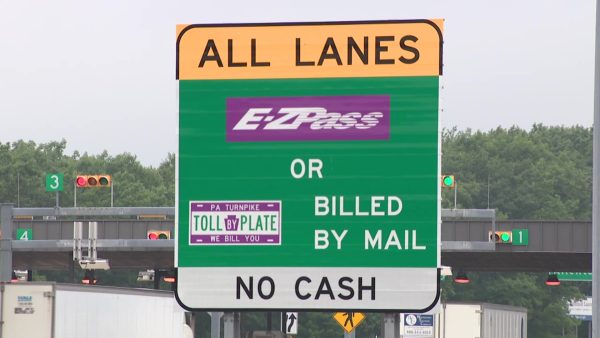 ALL LANES
E-ZPass
OR
PA TURNPIKE
TOLL BY PLATE
WE BILL YOU
BILLED
BY MAIL
NO CASH
3
4
1